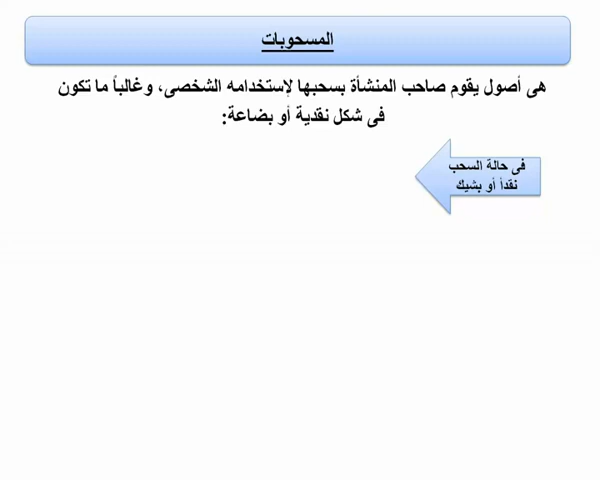 المسحوبات
هى أصول يقوم صاحب المنشأة بسحبها لإستخدامه الشخصى، وغالباً ما تكون
فى شكل نقدية أو بضاعة:
فى حالة السحب
نقدأ أو بشيك